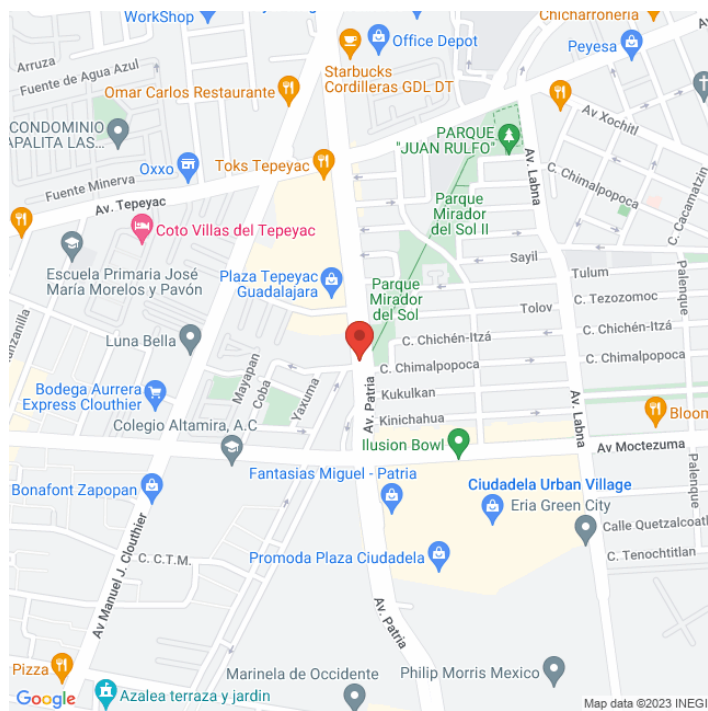 WorkShop
Office Depot
Chicharronería
Peyesa
Arruza
Fuente de Agua Azul
Starbucks
Cordilleras GDL DT
Omar Carlos Restaurante
Av Xochitl
CONDOMINIO
APALITA LAS...
PARQUE
"JUAN RULFO"
Oxxo
Toks Tepeyac
Av. Labna
C. Chimalpopoca
C. Cacamatzin
Fuente Minerva
Av. Tepeyac
Parque
Mirador
del Sol II
Coto Villas del Tepeyac
Escuela Primaria José
María Morelos y Pavón
Sayil
Tulum
Palenque
Plaza Tepeyac
Guadalajara
Parque
Mirador
del Sol
Tolov
C. Tezozomoc
C. Chichén-Itzá
C. Chichén-Itzá
Luna Bella
C. Chimalpopoca
C. Chimalpopoca
Mayapan
Coba
Yaxuma
Av. Patria
Kukulkan
Bodega Aurrera
Express Clouthier
Av. Labna
Kinichahua
Bloom
Colegio Altamira, A.C
Ilusion Bowl
Av Moctezuma
Palenque
Bonafont Zapopan
Fantasias Miguel - Patria
Ciudadela Urban Village
Eria Green City
Calle Quetzalcoatl
C. C.T.M.
Promoda Plaza Ciudadela
C. Tenochtitlan
Av Manuel J. Clouthier
Av. Patria
Pizza
Marinela de Occidente
Philip Morris Mexico
Google
Azalea terraza y jardin
Map data ©2023 INEGI